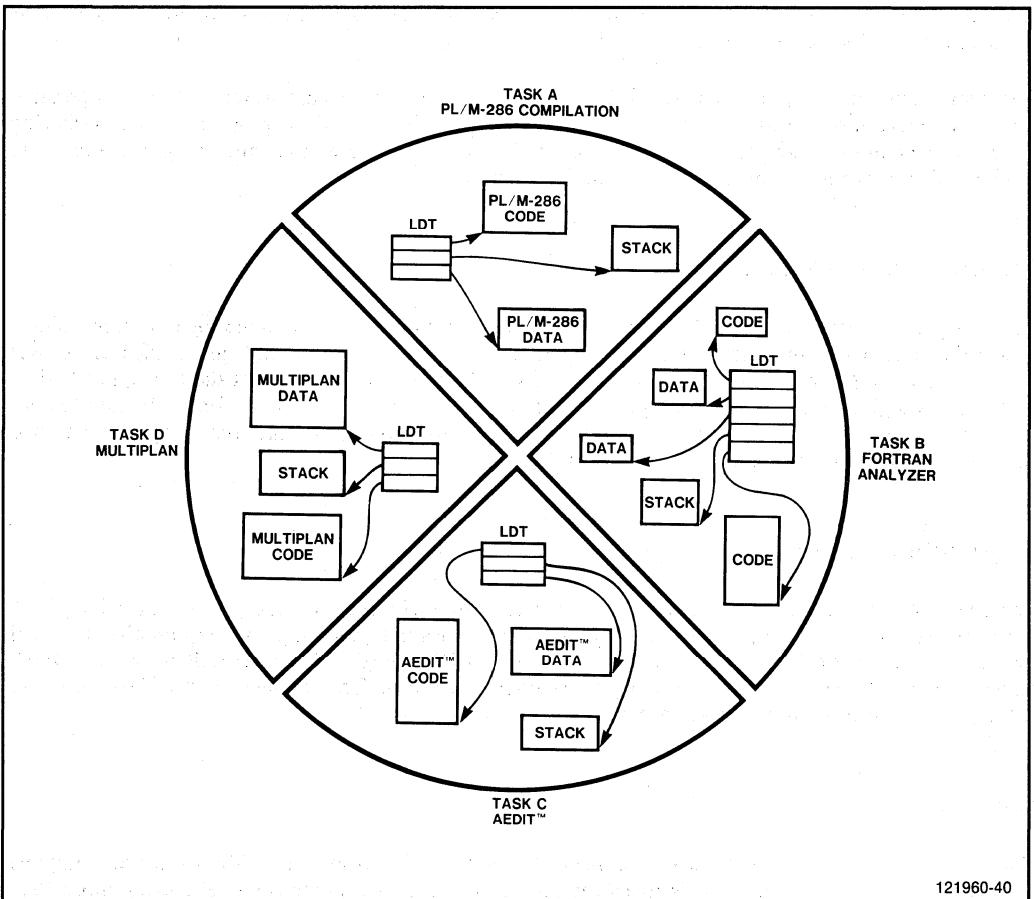 TASK A
PL/M-286 COMPILATION
LDT
PL/M-286
CODE
STACK
PL/M-286
DATA
TASK B
FORTRAN
ANALYZER
CODE
LDT
DATA
DATA
STACK
CODE
TASK D
MULTIPLAN
MULTIPLAN
DATA
LDT
STACK
MULTIPLAN
CODE
LDT
AEDIT™
CODE
AEDIT™
DATA
STACK
TASK C
AEDIT™
121960-40